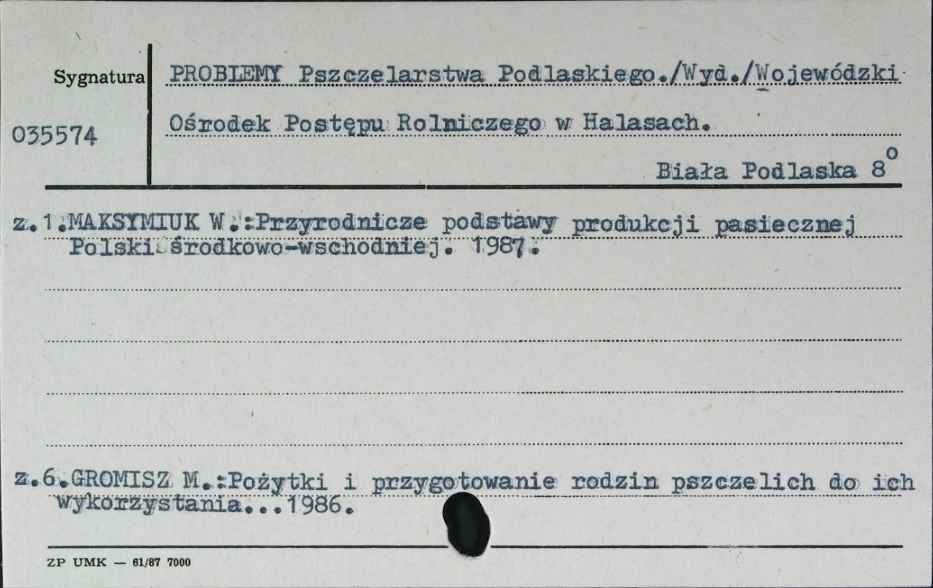 Sygnatura
PROBLEMY Pszczelarstwa Podlaskiego./Wyd./Wojewódzki
035574
Ośrodek Postępu Rolniczego w Halasach.
Biała Podlaska 8o
z.1.MAKSYMIUK W.:Przyrodnicze podstawy produkcji pasiecznej
Polski środkowo-wschodniej. 1987.
z.6.GROMISZ M.:Pożytki i przygotowanie rodzin pszczelich do ich
wykorzystania...1986.
ZP UMK — 61/87 7000